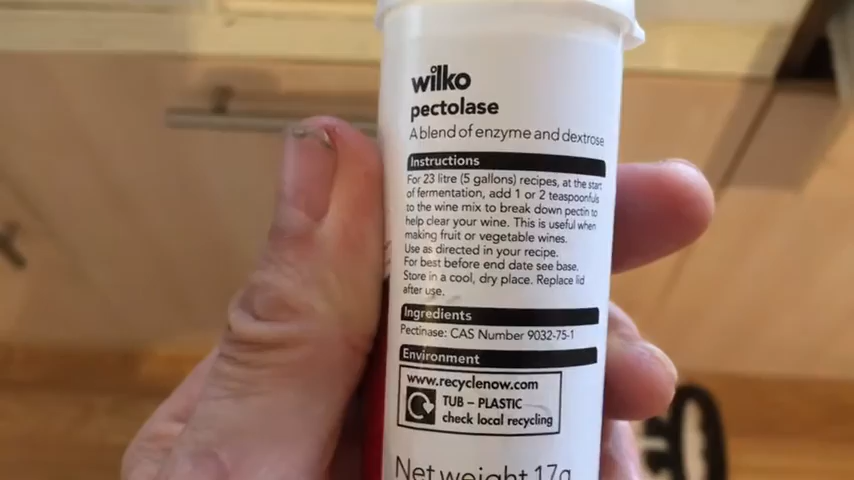 wilko
pectolase
A blend of enzyme and dextrose
Instructions
For 23 litre (5 gallons) recipes, at the start
of fermentation, add 1 or 2 teaspoonfuls
to the wine mix to break down pectin to
help clear your wine. This is useful when
making fruit or vegetable wines.
Use as directed in your recipe.
For best before end date see base.
Store in a cool, dry place. Replace lid
after use.
Ingredients
Pectinase: CAS Number 9032-75-1
Environment
www.recyclenow.com
TUB – PLASTIC
check local recycling
Net weight 17g